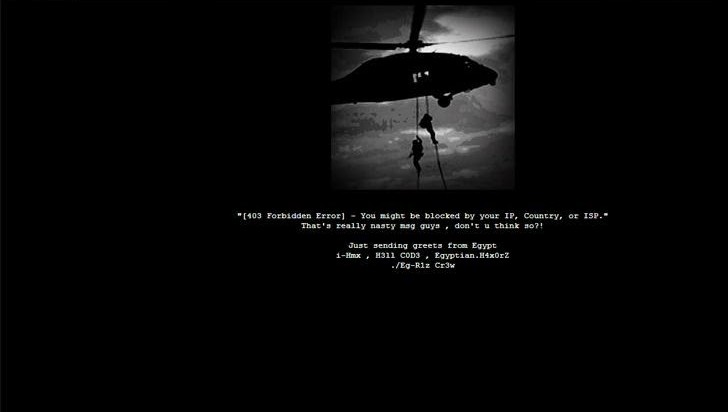 "[403 Forbidden Error] - You might be blocked by your IP, Country, or ISP."
That's really nasty msg guys , don't u think so?!
Just sending greets from Egypt
i-Hmx , H3ll C0D3 , Egyptian.H4x0rZ
./Eg-R1z Cr3w